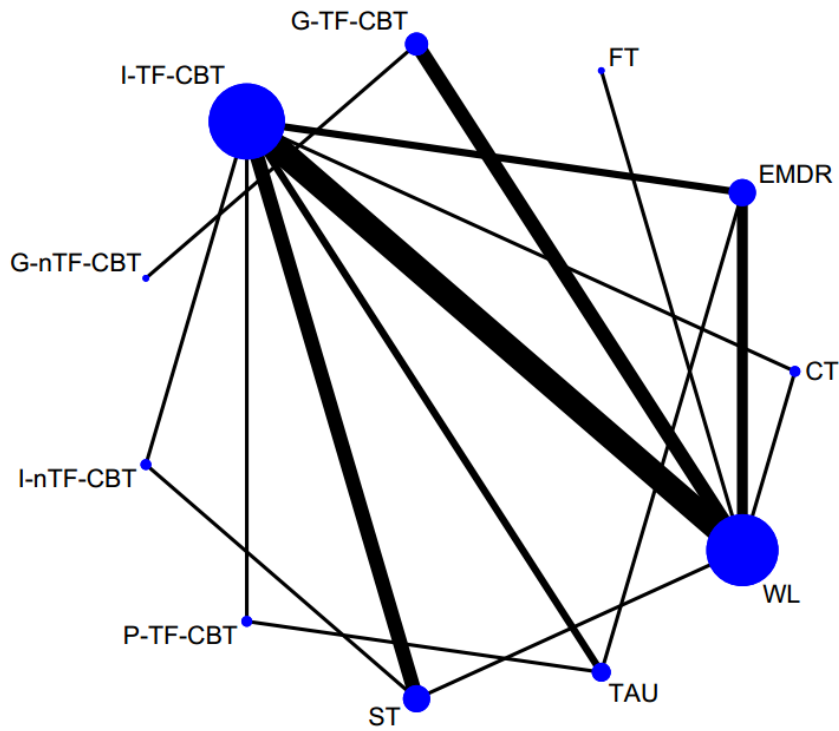 G-TF-CBT
FT
I-TF-CBT
EMDR
G-nTF-CBT
CT
I-nTF-CBT
WL
P-TF-CBT
TAU
ST